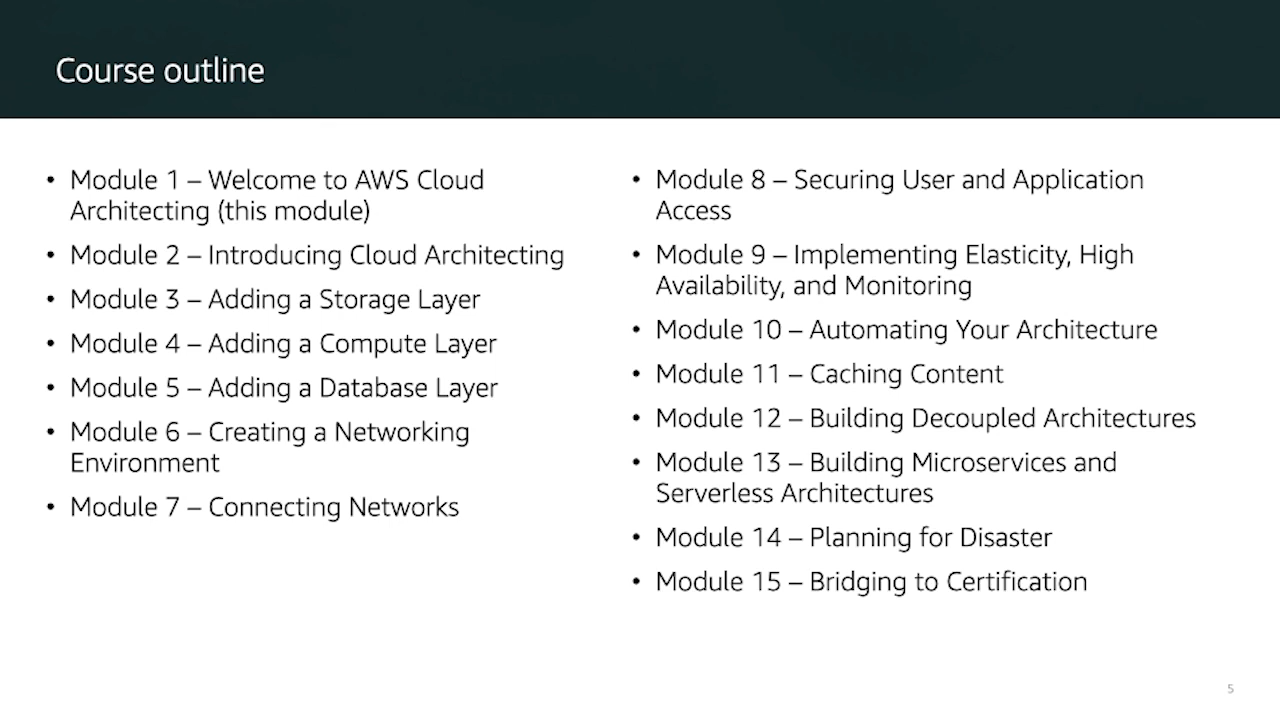 Course outline
• Module 1 – Welcome to AWS Cloud
Architecting (this module)
• Module 2 – Introducing Cloud Architecting
• Module 3 – Adding a Storage Layer
• Module 4 – Adding a Compute Layer
• Module 5 – Adding a Database Layer
• Module 6 – Creating a Networking
Environment
• Module 7 – Connecting Networks
• Module 8 – Securing User and Application
Access
• Module 9 – Implementing Elasticity, High
Availability, and Monitoring
• Module 10 – Automating Your Architecture
• Module 11 – Caching Content
• Module 12 – Building Decoupled Architectures
• Module 13 – Building Microservices and
Serverless Architectures
• Module 14 – Planning for Disaster
• Module 15 – Bridging to Certification
5